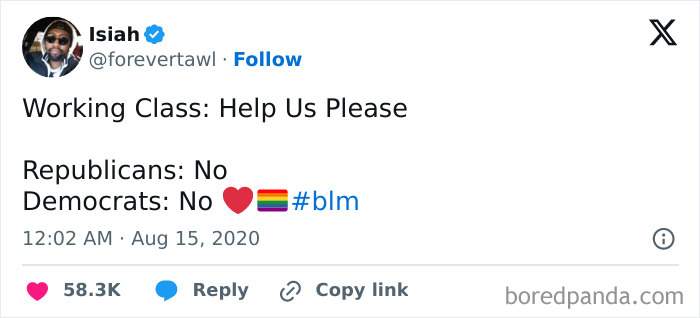 Isiah
@forevertawl · Follow
X
Working Class: Help Us Please
Republicans: No
Democrats: No ❤️🏳️‍🌈#blm
12:02 AM · Aug 15, 2020
58.3K Reply Copy link
boredpanda.com